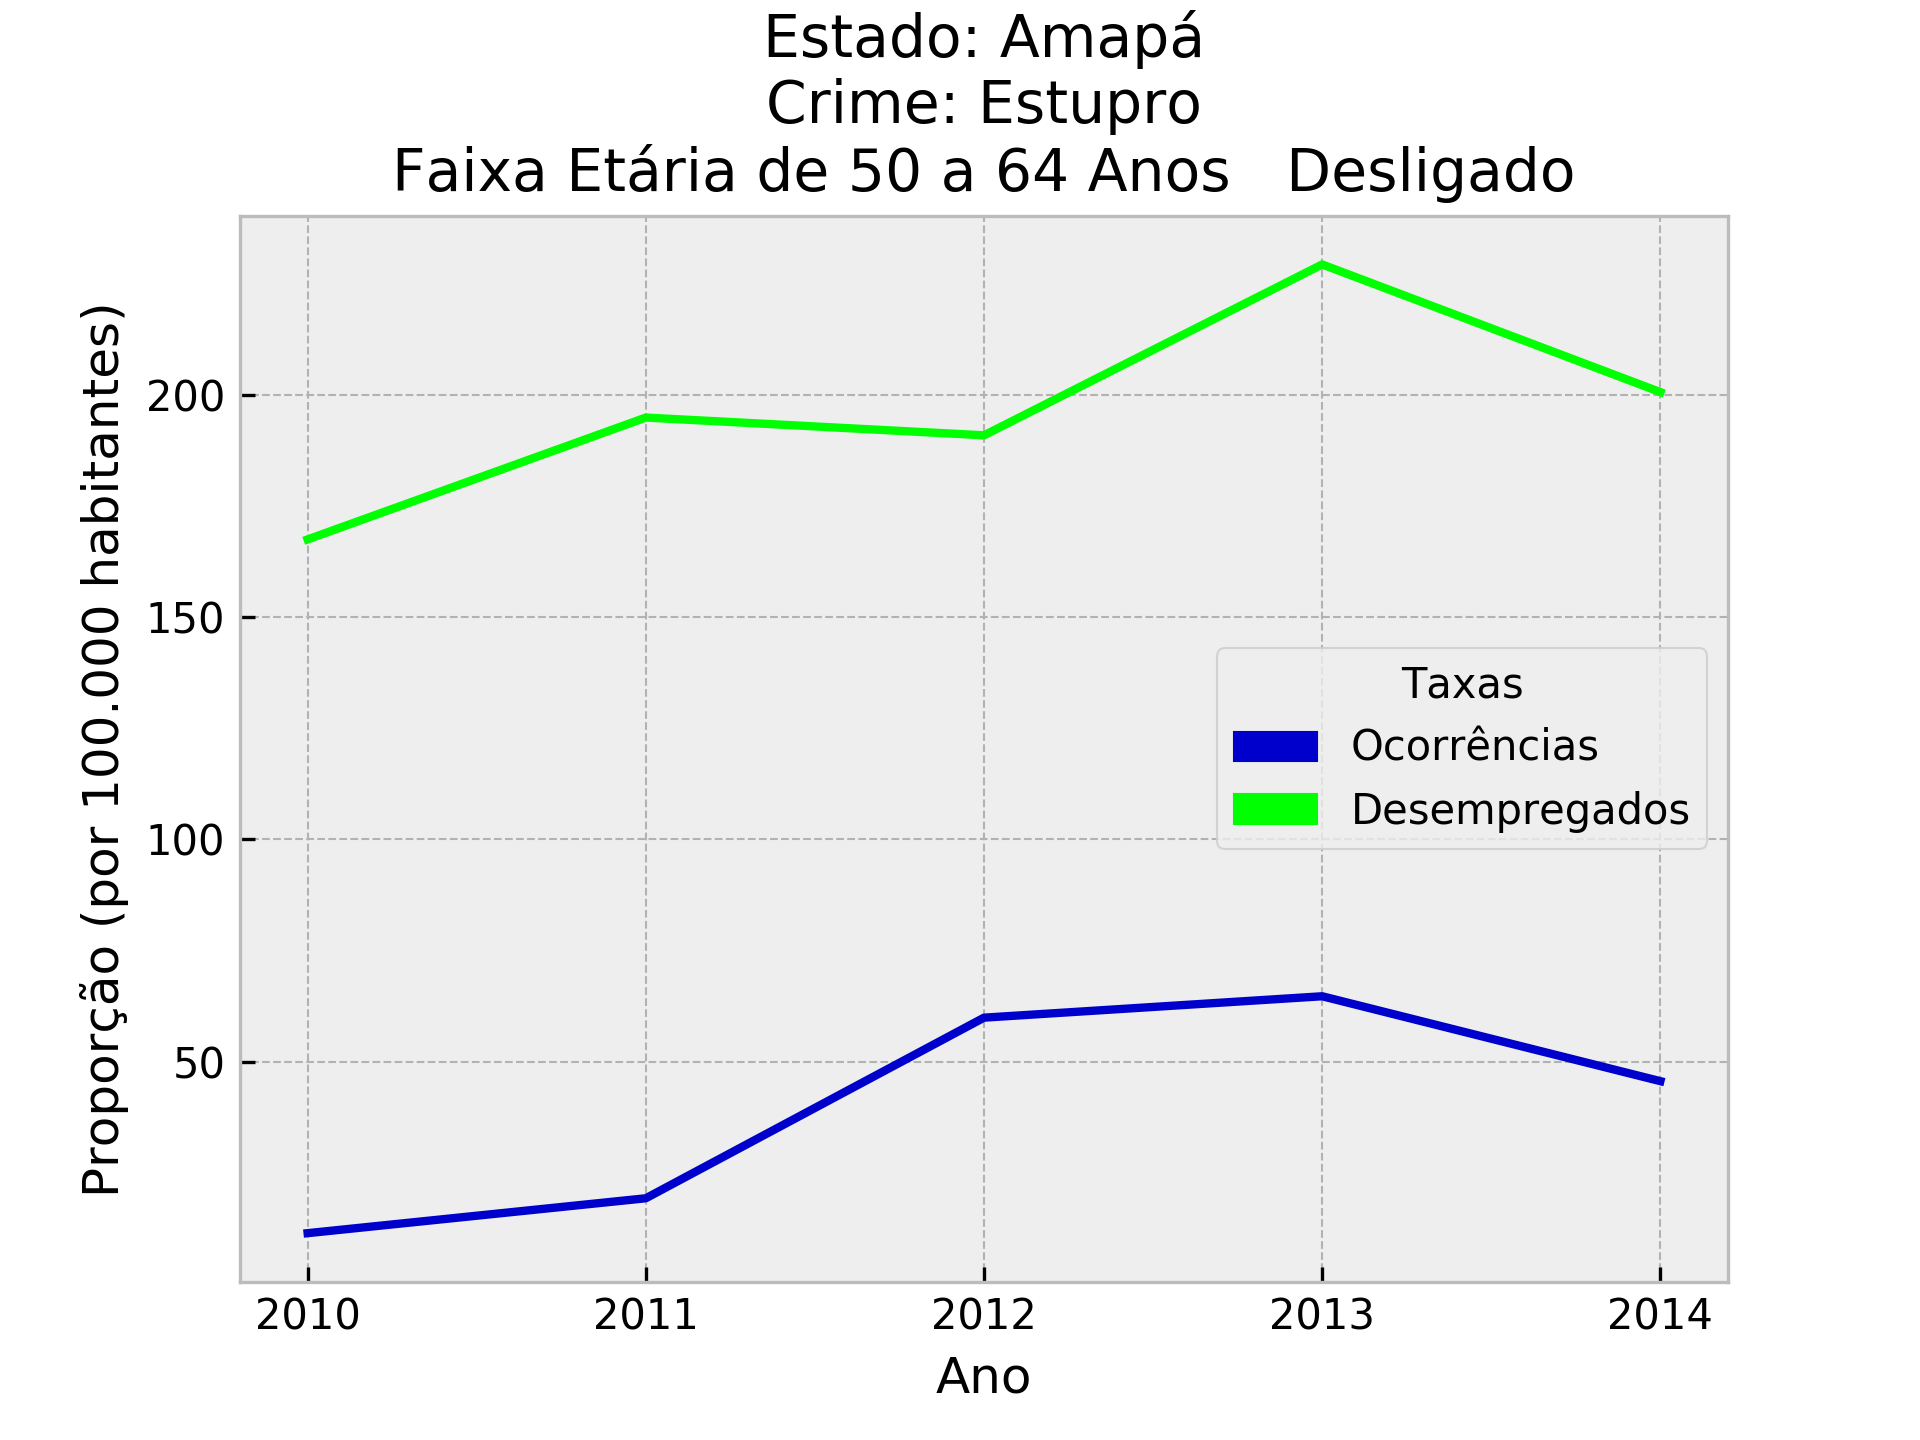 Estado: Amapá
Crime: Estupro
Faixa Etária de 50 a 64 Anos   Desligado
Proporção (por 100.000 habitantes)
200
150
100
50
Taxas
Ocorrências
Desempregados
2010 2011 2012 2013 2014
Ano